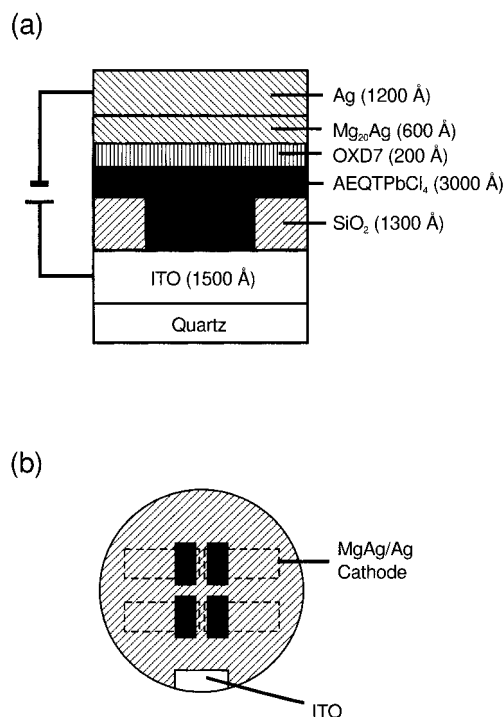 (a)
Ag (1200 Å)
Mg₂₀Ag (600 Å)
OXD7 (200 Å)
AEQTPbCl₄ (3000 Å)
SiO₂ (1300 Å)
ITO (1500 Å)
Quartz
(b)
MgAg/Ag
Cathode
ITO